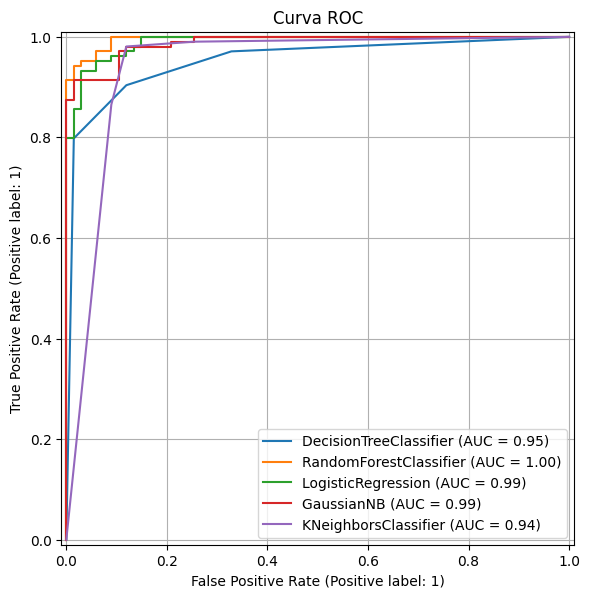 Curva ROC
1.0
0.8
0.6
0.4
0.2
0.0
True Positive Rate (Positive label: 1)
DecisionTreeClassifier (AUC = 0.95)
RandomForestClassifier (AUC = 1.00)
LogisticRegression (AUC = 0.99)
GaussianNB (AUC = 0.99)
KNeighborsClassifier (AUC = 0.94)
0.0 0.2 0.4 0.6 0.8 1.0
False Positive Rate (Positive label: 1)